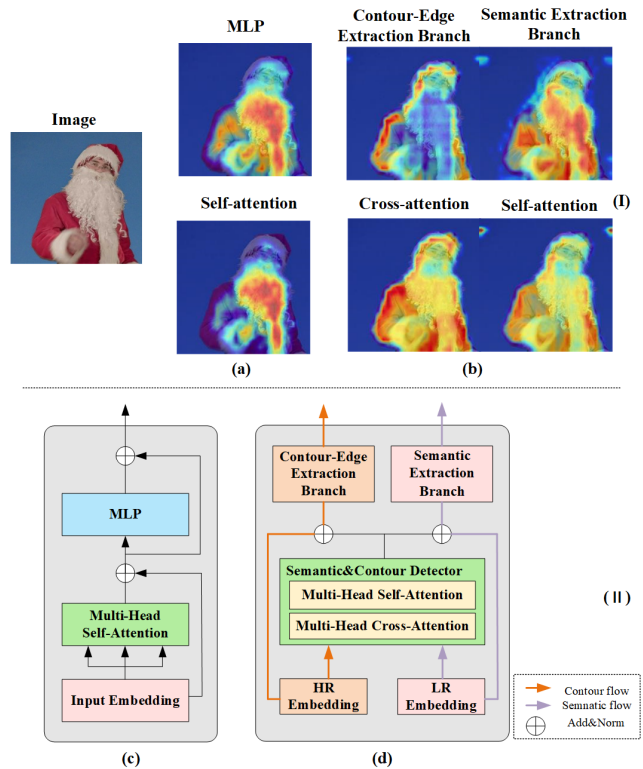 MLP
Contour-Edge
Extraction Branch
Semantic Extraction
Branch
Image
(I)
Self-attention
Cross-attention
Self-attention
(a)
(b)
Contour-Edge
Extraction
Branch
Semantic
Extraction
Branch
MLP
Semantic&Contour Detector
Multi-Head Self-Attention
Multi-Head Cross-Attention
(II)
Multi-Head
Self-Attention
Input Embedding
HR
Embedding
LR
Embedding
Contour flow
Semnatic flow
Add&Norm
(c)
(d)